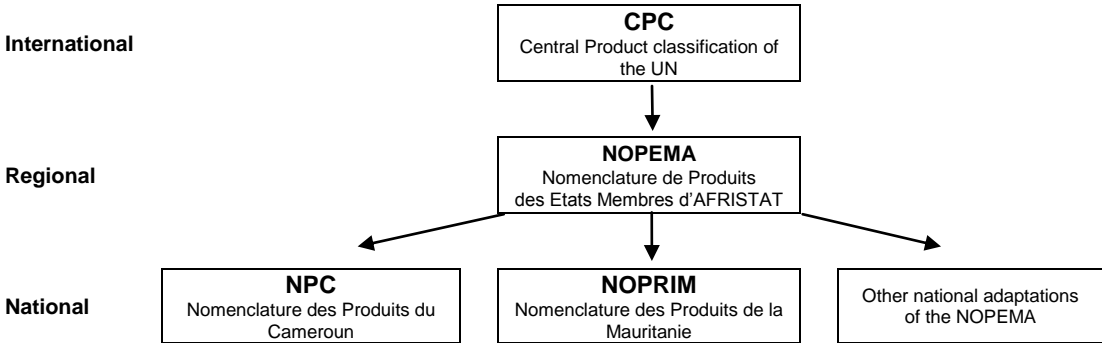 International
CPC
Central Product classification of
the UN
Regional
NOPEMA
Nomenclature de Produits
des Etats Membres d'AFRISTAT
National
NPC
Nomenclature des Produits du
Cameroun
NOPRIM
Nomenclature des Produits de la
Mauritanie
Other national adaptations
of the NOPEMA